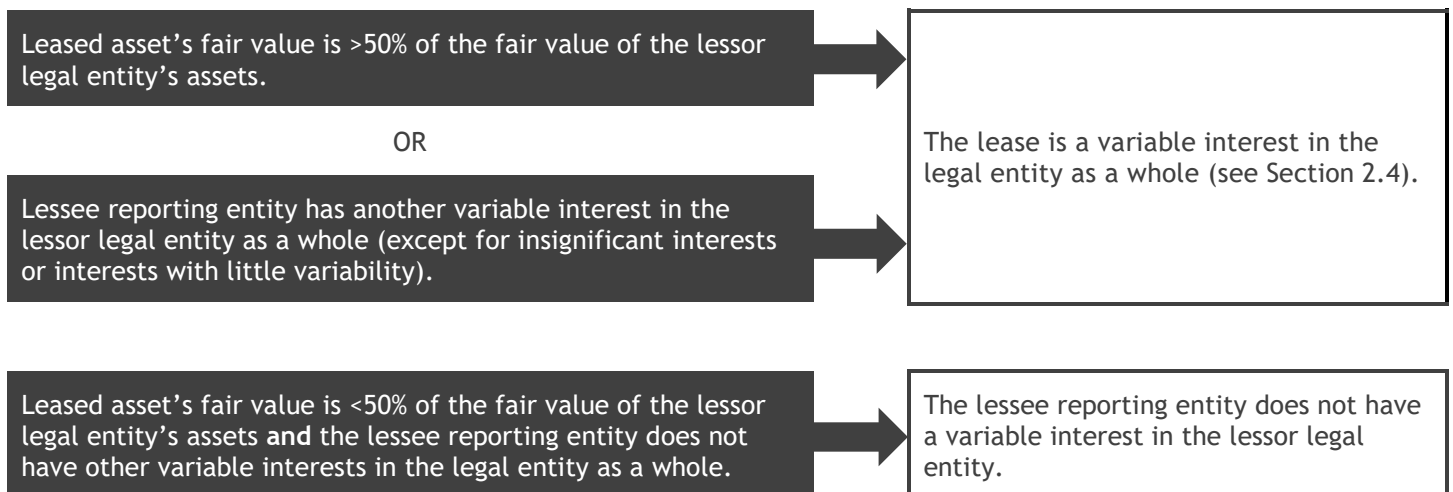 Leased asset’s fair value is >50% of the fair value of the lessor
legal entity’s assets.
OR
Lessee reporting entity has another variable interest in the
lessor legal entity as a whole (except for insignificant interests
or interests with little variability).
The lease is a variable interest in the
legal entity as a whole (see Section 2.4).
Leased asset’s fair value is <50% of the fair value of the lessor
legal entity’s assets and the lessee reporting entity does not
have other variable interests in the legal entity as a whole.
The lessee reporting entity does not have
a variable interest in the lessor legal
entity.